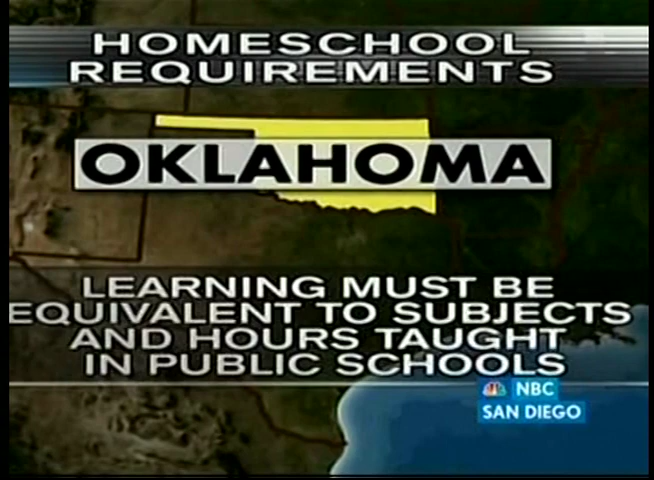 HOMESCHOOL
REQUIREMENTS
OKLAHOMA
LEARNING MUST BE
EQUIVALENT TO SUBJECTS
AND HOURS TAUGHT
IN PUBLIC SCHOOLS
NBC
SAN DIEGO